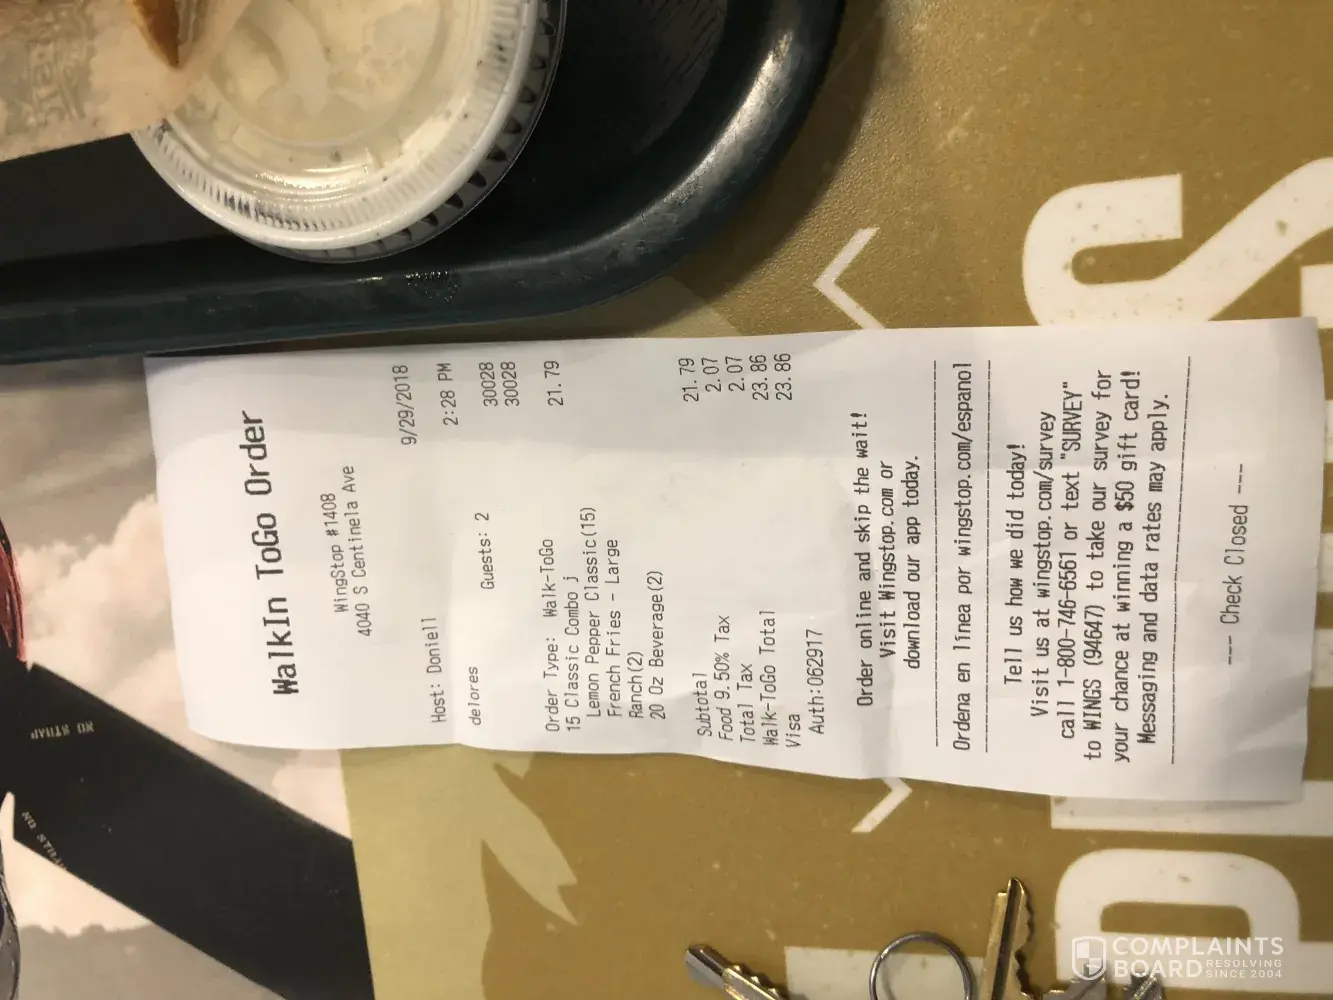 WalkIn ToGo Order
WingStop #1408
4040 S Centinela Ave
9/29/2018
Host: Doniell 2:28 PM
30028
delores 30028
Guests: 2
Order Type: Walk-ToGo 21.79
15 Classic Combo j
Lemon Pepper Classic(15)
French Fries - Large
Ranch(2)
20 Oz Beverage(2)
Subtotal 21.79
Food 9.50% Tax 2.07
Total Tax 2.07
Walk-ToGo Total 23.86
Visa 23.86
Auth:062917
Order online and skip the wait!
Visit Wingstop.com or
download our app today.
Ordena en linea por wingstop.com/espanol
Tell us how we did today!
Visit us at wingstop.com/survey
call 1-800-746-6561 or text "SURVEY"
to WINGS (94647) to take our survey for
your chance at winning a $50 gift card!
Messaging and data rates may apply.
--- Check Closed ---
NO STRAP
COMPLAINTS
BOARD RESOLVING
SINCE 2004